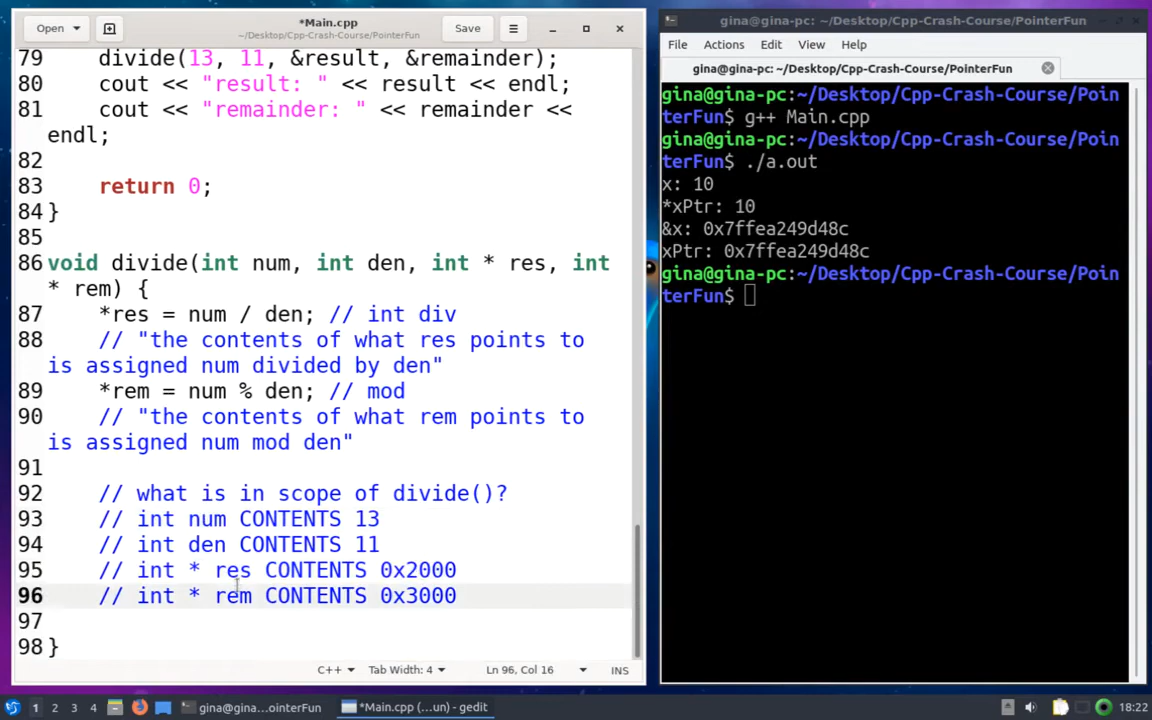 Open
*Main.cpp
~/Desktop/Cpp-Crash-Course/PointerFun
Save
79 divide(13, 11, &result, &remainder);
80 cout << "result: " << result << endl;
81 cout << "remainder: " << remainder <<
endl;
82
83 return 0;
84 }
85
86 void divide(int num, int den, int * res, int
* rem) {
87 *res = num / den; // int div
88 // "the contents of what res points to
is assigned num divided by den"
89 *rem = num % den; // mod
90 // "the contents of what rem points to
is assigned num mod den"
91
92 // what is in scope of divide()?
93 // int num CONTENTS 13
94 // int den CONTENTS 11
95 // int * res CONTENTS 0x2000
96 // int * rem CONTENTS 0x3000
97
98 }
C++ Tab Width: 4 Ln 96, Col 16 INS
gina@gina-pc: ~/Desktop/Cpp-Crash-Course/PointerFun
File Actions Edit View Help
gina@gina-pc: ~/Desktop/Cpp-Crash-Course/PointerFun
gina@gina-pc:~/Desktop/Cpp-Crash-Course/Poin
terFun$ g++ Main.cpp
gina@gina-pc:~/Desktop/Cpp-Crash-Course/Poin
terFun$ ./a.out
x: 10
*xPtr: 10
&x: 0x7ffea249d48c
xPtr: 0x7ffea249d48c
gina@gina-pc:~/Desktop/Cpp-Crash-Course/Poin
terFun$
1 2 3 4 gina@gina...ointerFun *Main.cpp (...un) - gedit 18:22